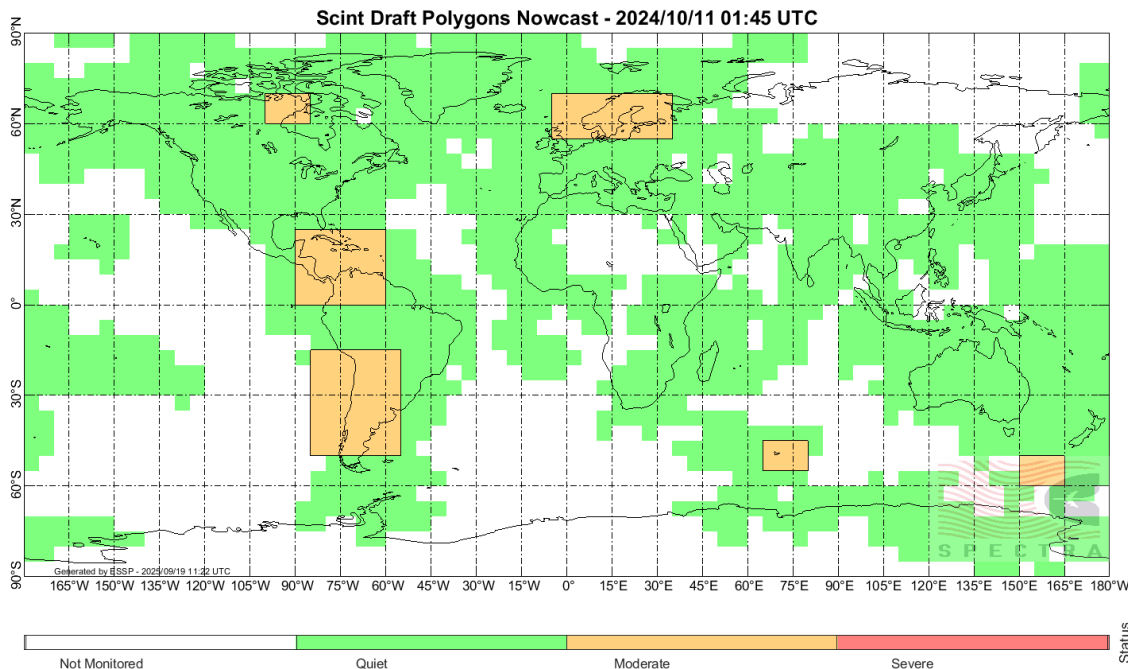 Scint Draft Polygons Nowcast - 2024/10/11 01:45 UTC
90°N
60°N
30°N
0°
30°S
60°S
90°S
SPECTRA
Generated by ESSP - 2025/09/19 11:22 UTC
165°W 150°W 135°W 120°W 105°W 90°W 75°W 60°W 45°W 30°W 15°W 0° 15°E 30°E 45°E 60°E 75°E 90°E 105°E 120°E 135°E 150°E 165°E 180°W
Not Monitored Quiet Moderate Severe
Status